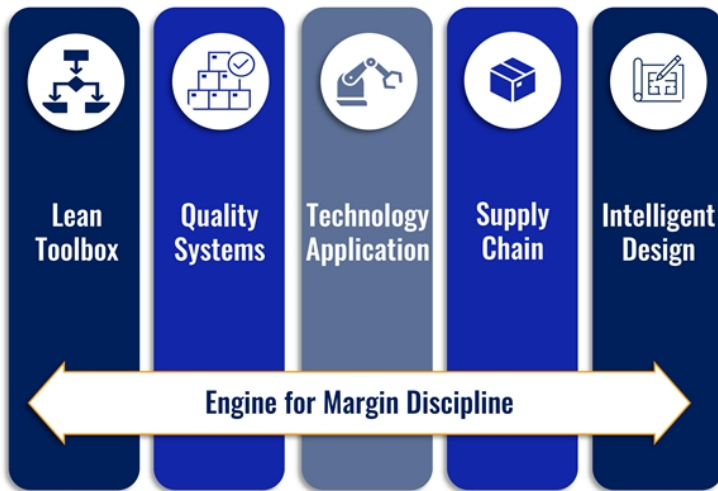 Lean
Toolbox
Quality
Systems
Technology
Application
Supply
Chain
Intelligent
Design
Engine for Margin Discipline